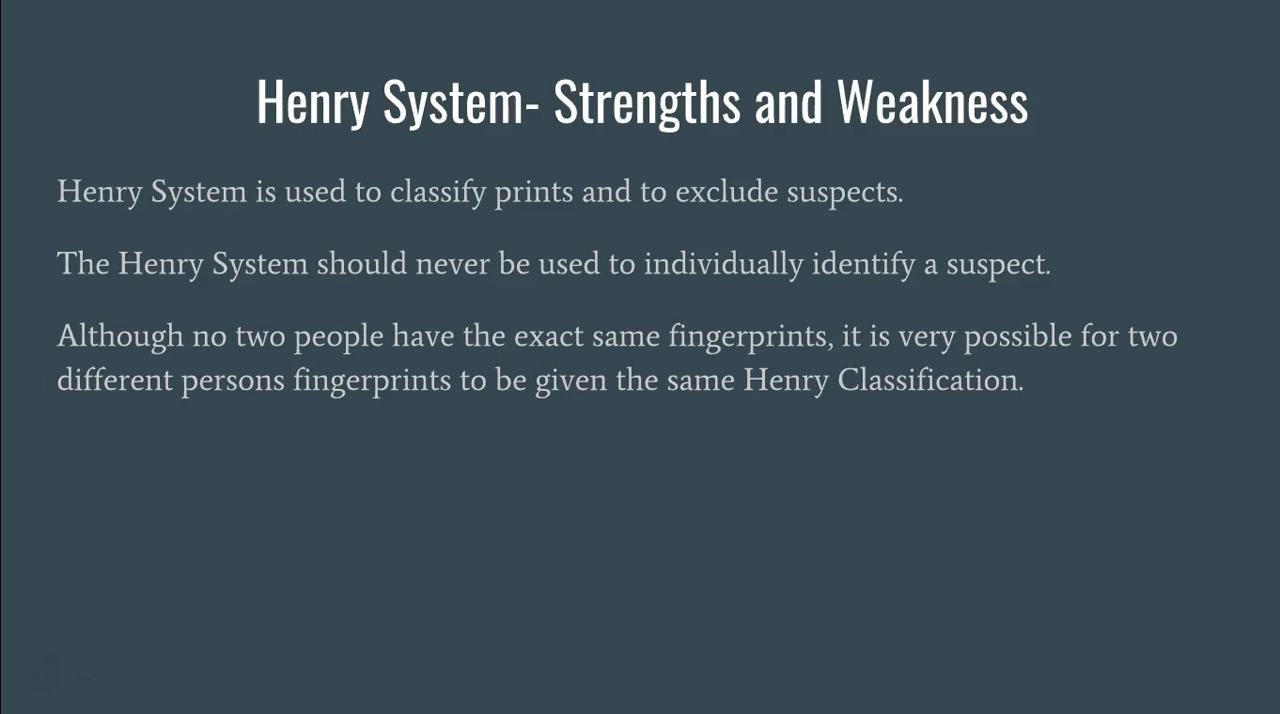 Henry System- Strengths and Weakness
Henry System is used to classify prints and to exclude suspects.
The Henry System should never be used to individually identify a suspect.
Although no two people have the exact same fingerprints, it is very possible for two
different persons fingerprints to be given the same Henry Classification.